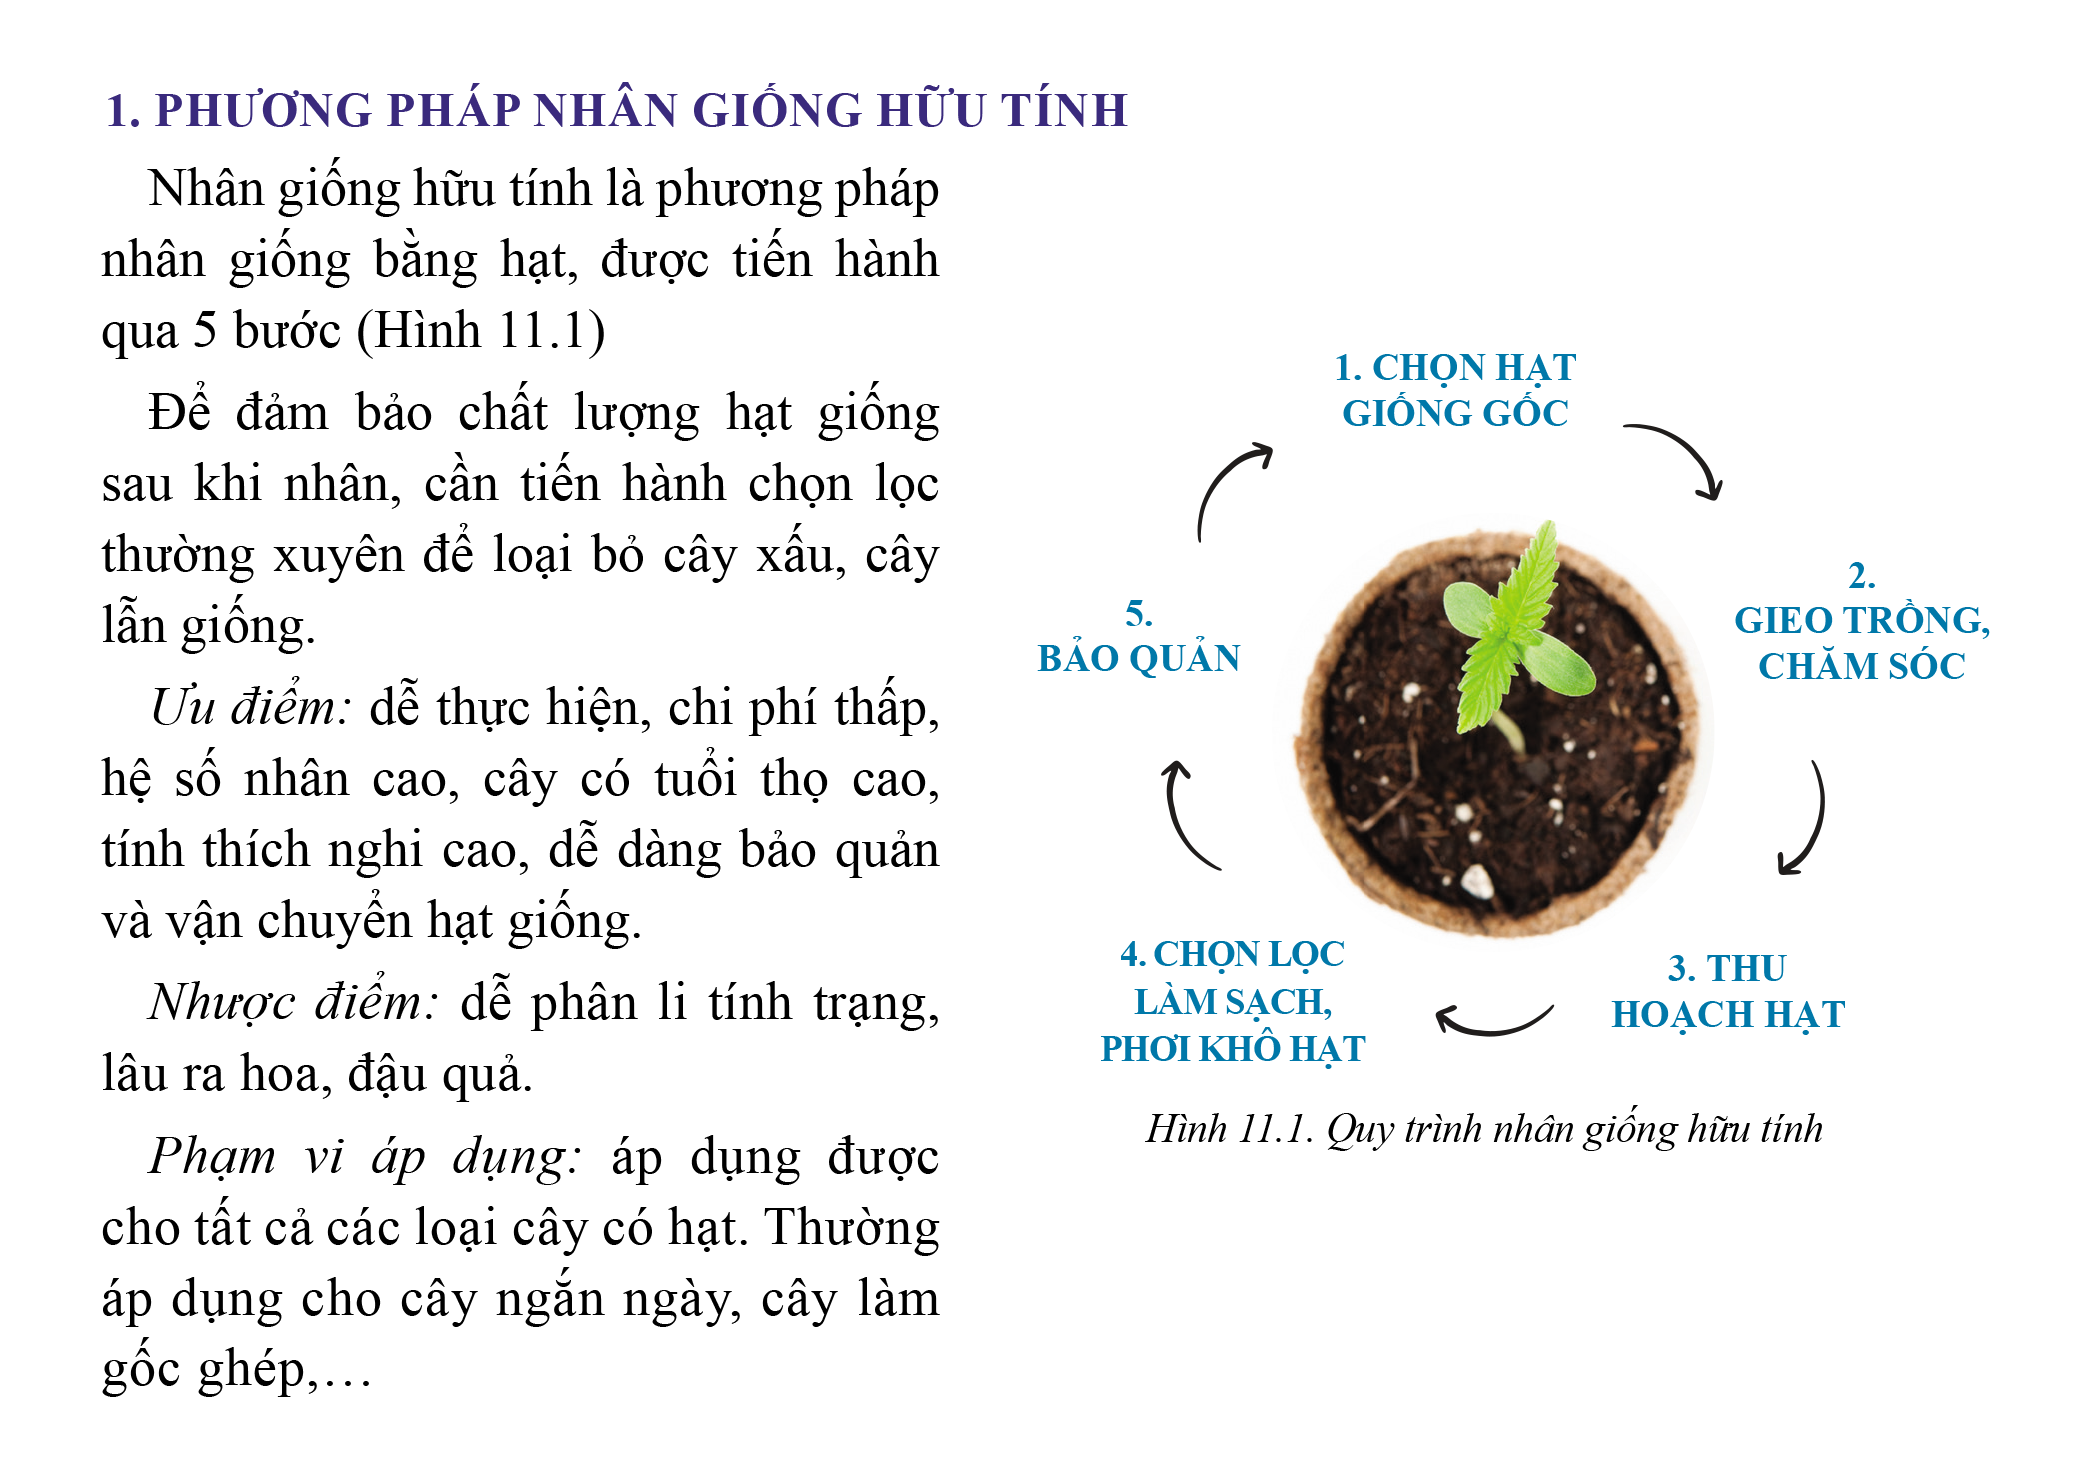 1. PHƯƠNG PHÁP NHÂN GIỐNG HỮU TÍNH
Nhân giống hữu tính là phương pháp
nhân giống bằng hạt, được tiến hành
qua 5 bước (Hình 11.1)
Để đảm bảo chất lượng hạt giống
sau khi nhân, cần tiến hành chọn lọc
thường xuyên để loại bỏ cây xấu, cây
lẫn giống.
Ưu điểm: dễ thực hiện, chi phí thấp,
hệ số nhân cao, cây có tuổi thọ cao,
tính thích nghi cao, dễ dàng bảo quản
và vận chuyển hạt giống.
Nhược điểm: dễ phân li tính trạng,
lâu ra hoa, đậu quả.
Phạm vi áp dụng: áp dụng được
cho tất cả các loại cây có hạt. Thường
áp dụng cho cây ngắn ngày, cây làm
gốc ghép,…
1. CHỌN HẠT
GIỐNG GỐC
2.
GIEO TRỒNG,
CHĂM SÓC
3. THU
HOẠCH HẠT
4. CHỌN LỌC
LÀM SẠCH,
PHƠI KHÔ HẠT
5.
BẢO QUẢN
Hình 11.1. Quy trình nhân giống hữu tính